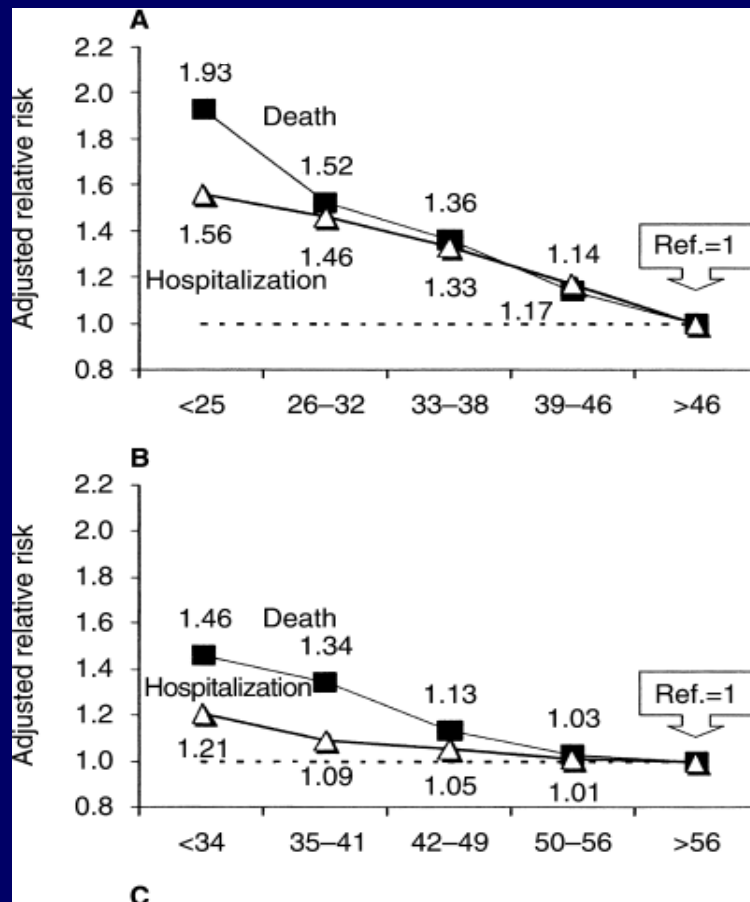 A
Adjusted relative risk
2.2
2.0
1.8
1.6
1.4
1.2
1.0
0.8
1.93
Death
1.52
1.36
1.14
Ref.=1
1.56
1.46
1.33
1.17
Hospitalization
<25 26–32 33–38 39–46 >46
B
Adjusted relative risk
2.2
2.0
1.8
1.6
1.4
1.2
1.0
0.8
1.46
Death
1.34
1.13
1.03
Ref.=1
Hospitalization
1.21
1.09
1.05
1.01
<34 35–41 42–49 50–56 >56
C